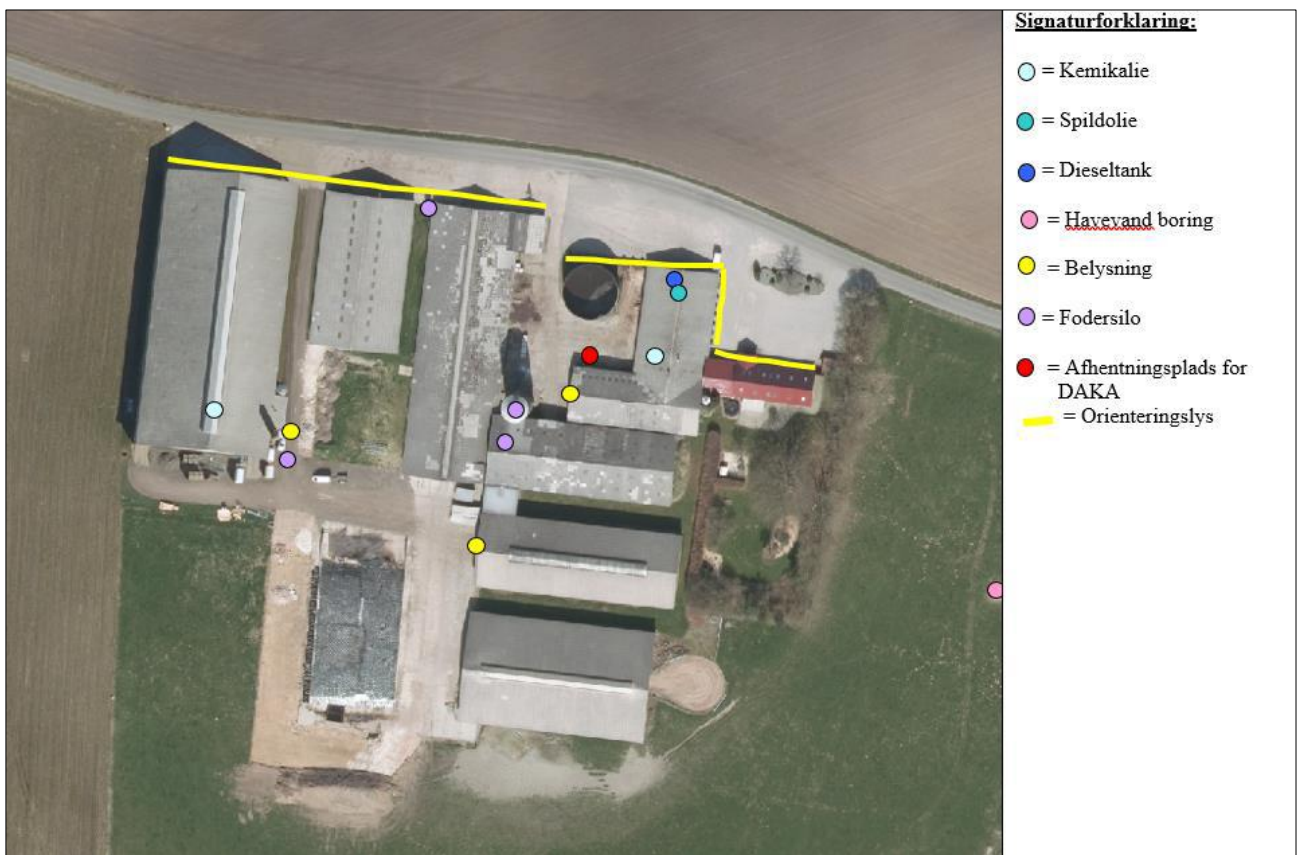 Signaturforklaring:
= Kemikalie
= Spildolie
= Dieseltank
= Havevand boring
= Belysning
= Fodersilo
= Afhentningsplads for
DAKA
= Orienteringslys